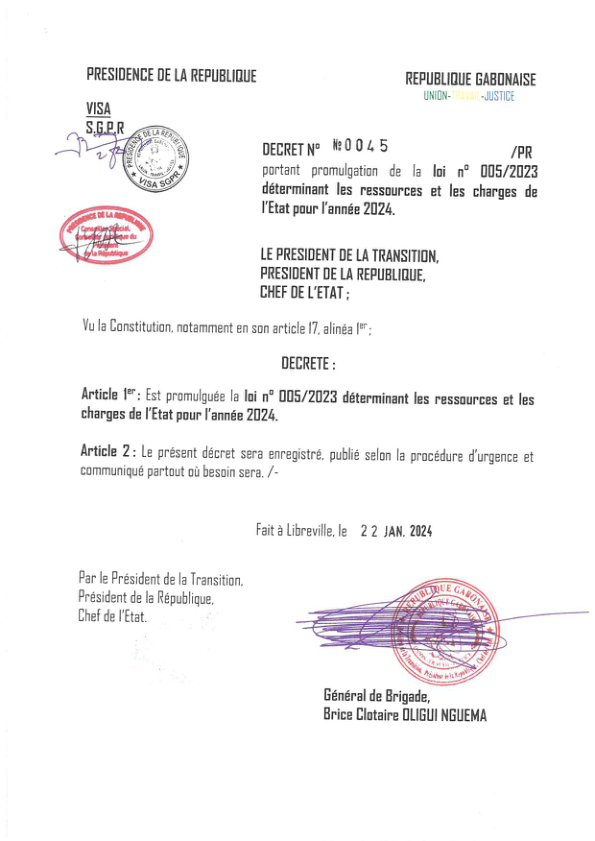 PRESIDENCE DE LA REPUBLIQUE
REPUBLIQUE GABONAISE
UNION-TRAVAIL-JUSTICE
VISA
S.G.P.R
PRESIDENCE DE LA REPUBLIQUE
VISA SGPR
DECRET N° №0045 /PR
portant promulgation de la loi n° 005/2023
déterminant les ressources et les charges de
l'Etat pour l'année 2024.
PRESIDENCE DE LA REPUBLIQUE
Conseiller Spécial,
Conseiller Juridique du
Président
de la République
LE PRESIDENT DE LA TRANSITION,
PRESIDENT DE LA REPUBLIQUE,
CHEF DE L'ETAT ;
Vu la Constitution, notamment en son article 17, alinéa 1er ;
DECRETE :
Article 1er : Est promulguée la loi n° 005/2023 déterminant les ressources et les
charges de l'Etat pour l'année 2024.
Article 2 : Le présent décret sera enregistré, publié selon la procédure d'urgence et
communiqué partout où besoin sera. /-
Fait à Libreville, le 22 JAN. 2024
Par le Président de la Transition,
Président de la République,
Chef de l'Etat.
REPUBLIQUE GABONAISE
Général de Brigade,
Brice Clotaire OLIGUI NGUEMA